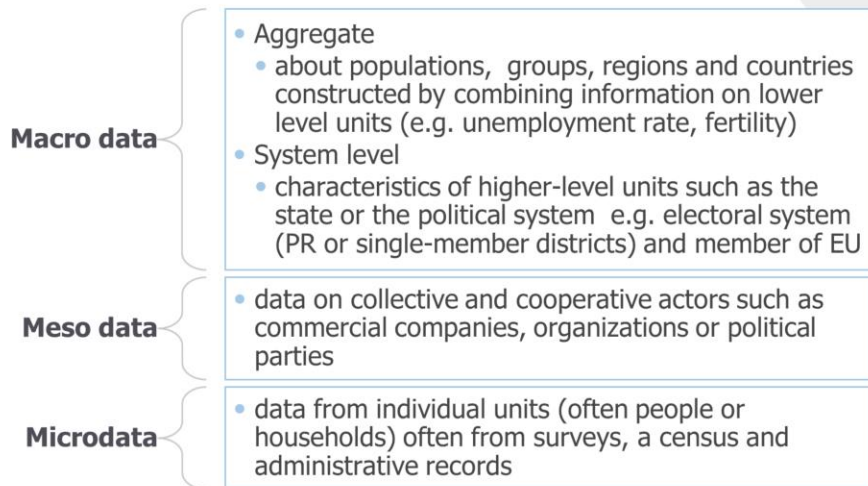 Macro data
• Aggregate
• about populations, groups, regions and countries
constructed by combining information on lower
level units (e.g. unemployment rate, fertility)
• System level
• characteristics of higher-level units such as the
state or the political system e.g. electoral system
(PR or single-member districts) and member of EU
Meso data
• data on collective and cooperative actors such as
commercial companies, organizations or political
parties
Microdata
• data from individual units (often people or
households) often from surveys, a census and
administrative records